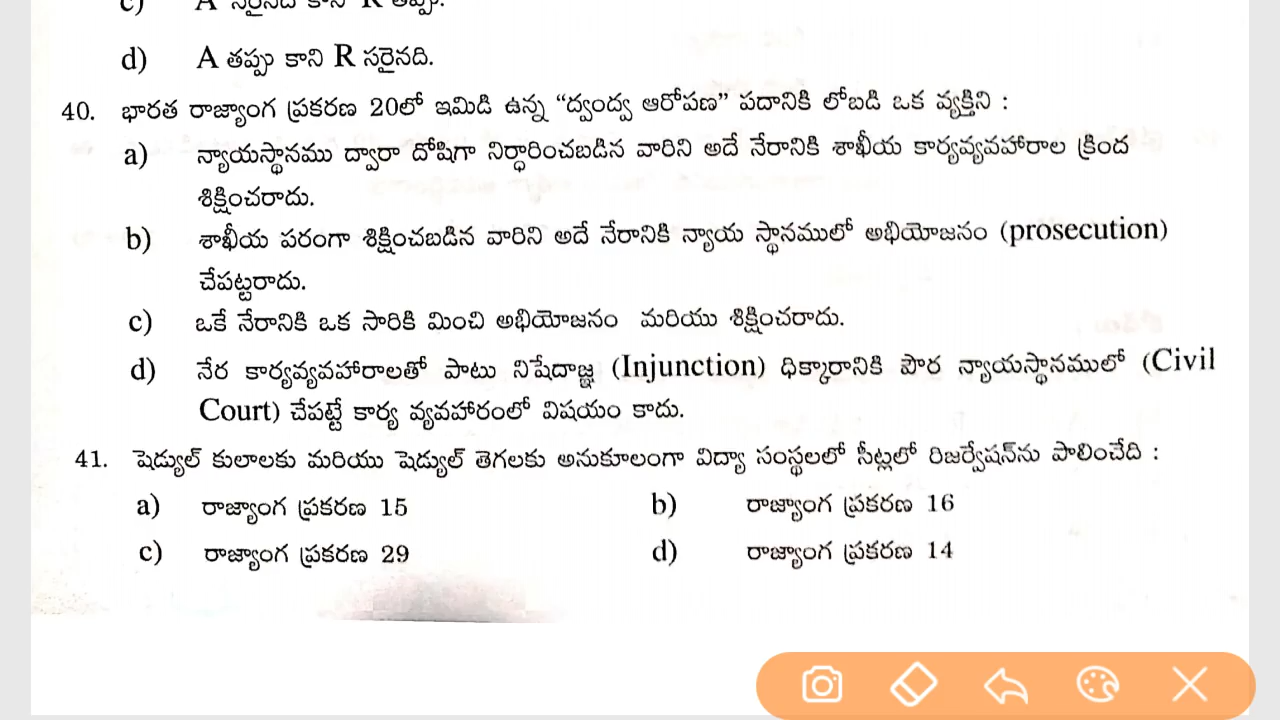 c) A సరైనది కాని R తప్పు.
d) A తప్పు కాని R సరైనది.
40. భారత రాజ్యాంగ ప్రకరణ 20లో ఇమిడి ఉన్న “ద్వంద్వ ఆరోపణ” పదానికి లోబడి ఒక వ్యక్తిని :
a) న్యాయస్థానము ద్వారా దోషిగా నిర్ధారించబడిన వారిని అదే నేరానికి శాఖీయ కార్యవ్యవహారాల క్రింద
శిక్షించరాదు.
b) శాఖీయ పరంగా శిక్షించబడిన వారిని అదే నేరానికి న్యాయ స్థానములో అభియోజనం (prosecution)
చేపట్టరాదు.
c) ఒకే నేరానికి ఒక సారికి మించి అభియోజనం మరియు శిక్షించరాదు.
d) నేర కార్యవ్యవహారాలతో పాటు నిషేదాజ్ఞ (Injunction) ధిక్కారానికి పౌర న్యాయస్థానములో (Civil
Court) చేపట్టే కార్య వ్యవహారంలో విషయం కాదు.
41. షెడ్యుల్ కులాలకు మరియు షెడ్యుల్ తెగలకు అనుకూలంగా విద్యా సంస్థలలో సీట్లలో రిజర్వేషన్‌ను పాలించేది :
a) రాజ్యాంగ ప్రకరణ 15 b) రాజ్యాంగ ప్రకరణ 16
c) రాజ్యాంగ ప్రకరణ 29 d) రాజ్యాంగ ప్రకరణ 14